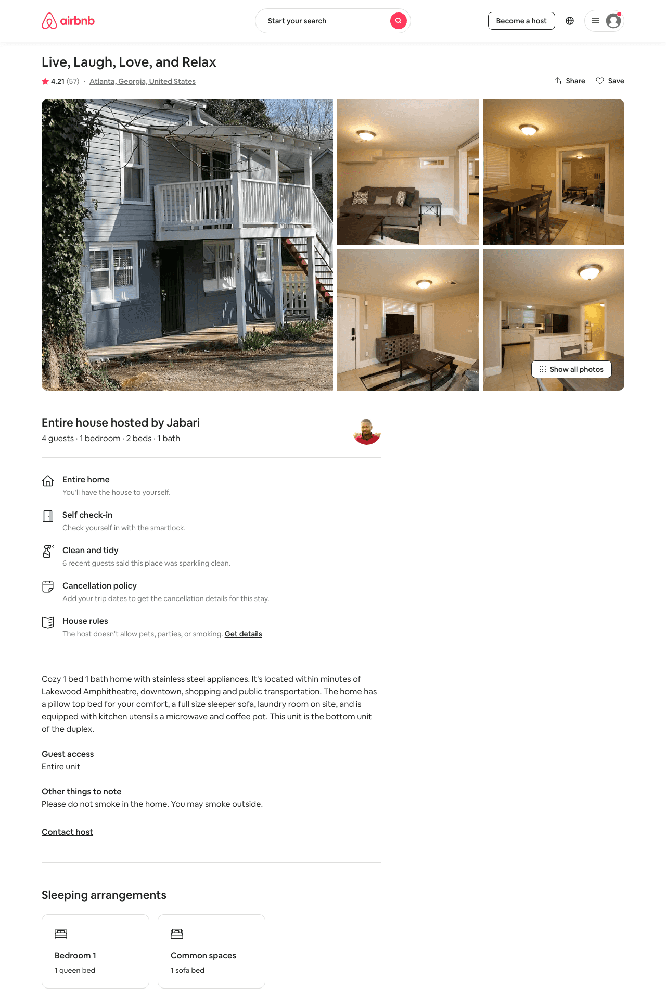 airbnb
Start your search
Become a host
Live, Laugh, Love, and Relax
4.21 (57) · Atlanta, Georgia, United States
Share
Save
Show all photos
Entire house hosted by Jabari
4 guests · 1 bedroom · 2 beds · 1 bath
Entire home
You’ll have the house to yourself.
Self check-in
Check yourself in with the smartlock.
Clean and tidy
6 recent guests said this place was sparkling clean.
Cancellation policy
Add your trip dates to get the cancellation details for this stay.
House rules
The host doesn’t allow pets, parties, or smoking. Get details
Cozy 1 bed 1 bath home with stainless steel appliances. It's located within minutes of
Lakewood Amphitheatre, downtown, shopping and public transportation. The home has
a pillow top bed for your comfort, a full size sleeper sofa, laundry room on site, and is
equipped with kitchen utensils a microwave and coffee pot. This unit is the bottom unit
of the duplex.
Guest access
Entire unit
Other things to note
Please do not smoke in the home. You may smoke outside.
Contact host
Sleeping arrangements
Bedroom 1
1 queen bed
Common spaces
1 sofa bed